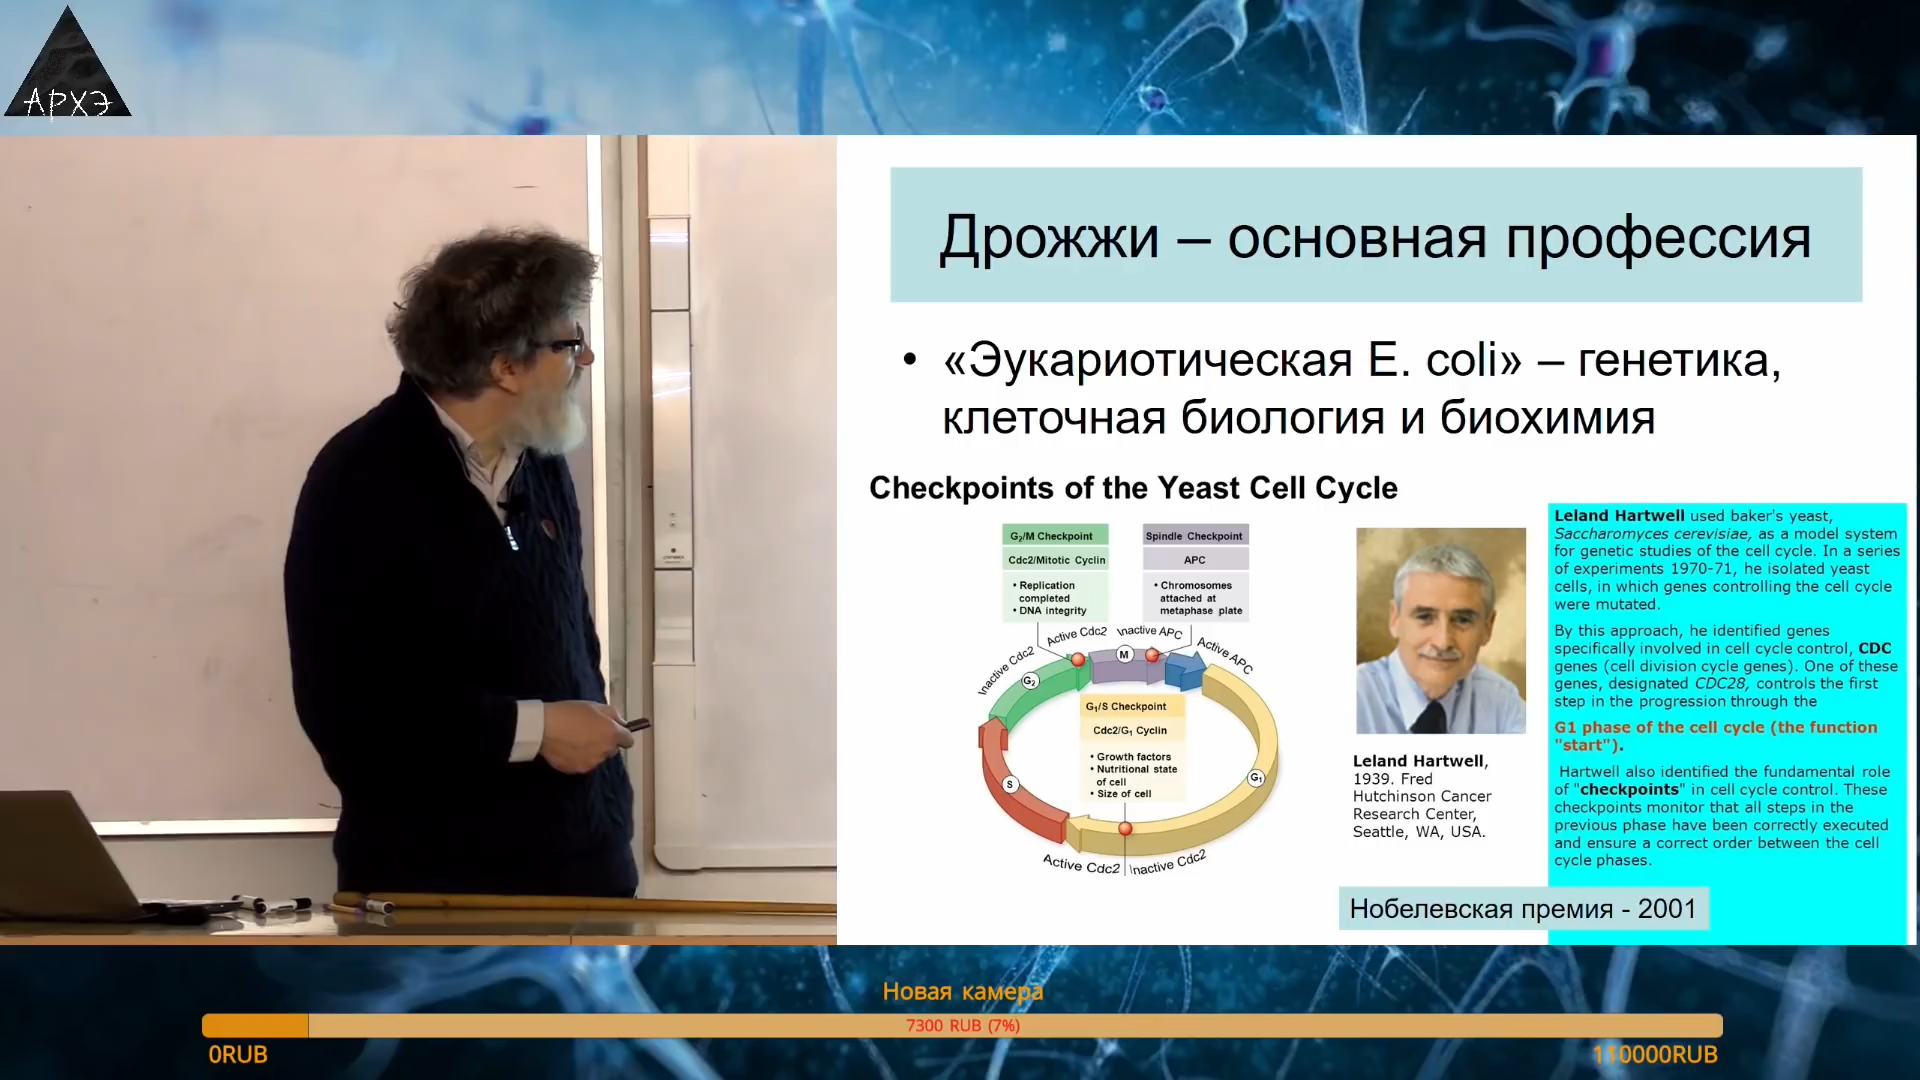 АРХЭ
Дрожжи – основная профессия
• «Эукариотическая E. coli» – генетика,
клеточная биология и биохимия
Checkpoints of the Yeast Cell Cycle
G₂/M Checkpoint
Cdc2/Mitotic Cyclin
• Replication
completed
• DNA integrity
Spindle Checkpoint
APC
• Chromosomes
attached at
metaphase plate
Inactive Cdc2
Active Cdc2
Inactive APC
Active APC
G₂
M
G₁/S Checkpoint
Cdc2/G₁ Cyclin
• Growth factors
• Nutritional state
of cell
• Size of cell
S
G₁
Active Cdc2
Inactive Cdc2
Leland Hartwell,
1939. Fred
Hutchinson Cancer
Research Center,
Seattle, WA, USA.
Leland Hartwell used baker's yeast,
Saccharomyces cerevisiae, as a model system
for genetic studies of the cell cycle. In a series
of experiments 1970-71, he isolated yeast
cells, in which genes controlling the cell cycle
were mutated.
By this approach, he identified genes
specifically involved in cell cycle control, CDC
genes (cell division cycle genes). One of these
genes, designated CDC28, controls the first
step in the progression through the
G1 phase of the cell cycle (the function
"start").
Hartwell also identified the fundamental role
of "checkpoints" in cell cycle control. These
checkpoints monitor that all steps in the
previous phase have been correctly executed
and ensure a correct order between the cell
cycle phases.
Нобелевская премия - 2001
Новая камера
7300 RUB (7%)
0RUB
110000RUB